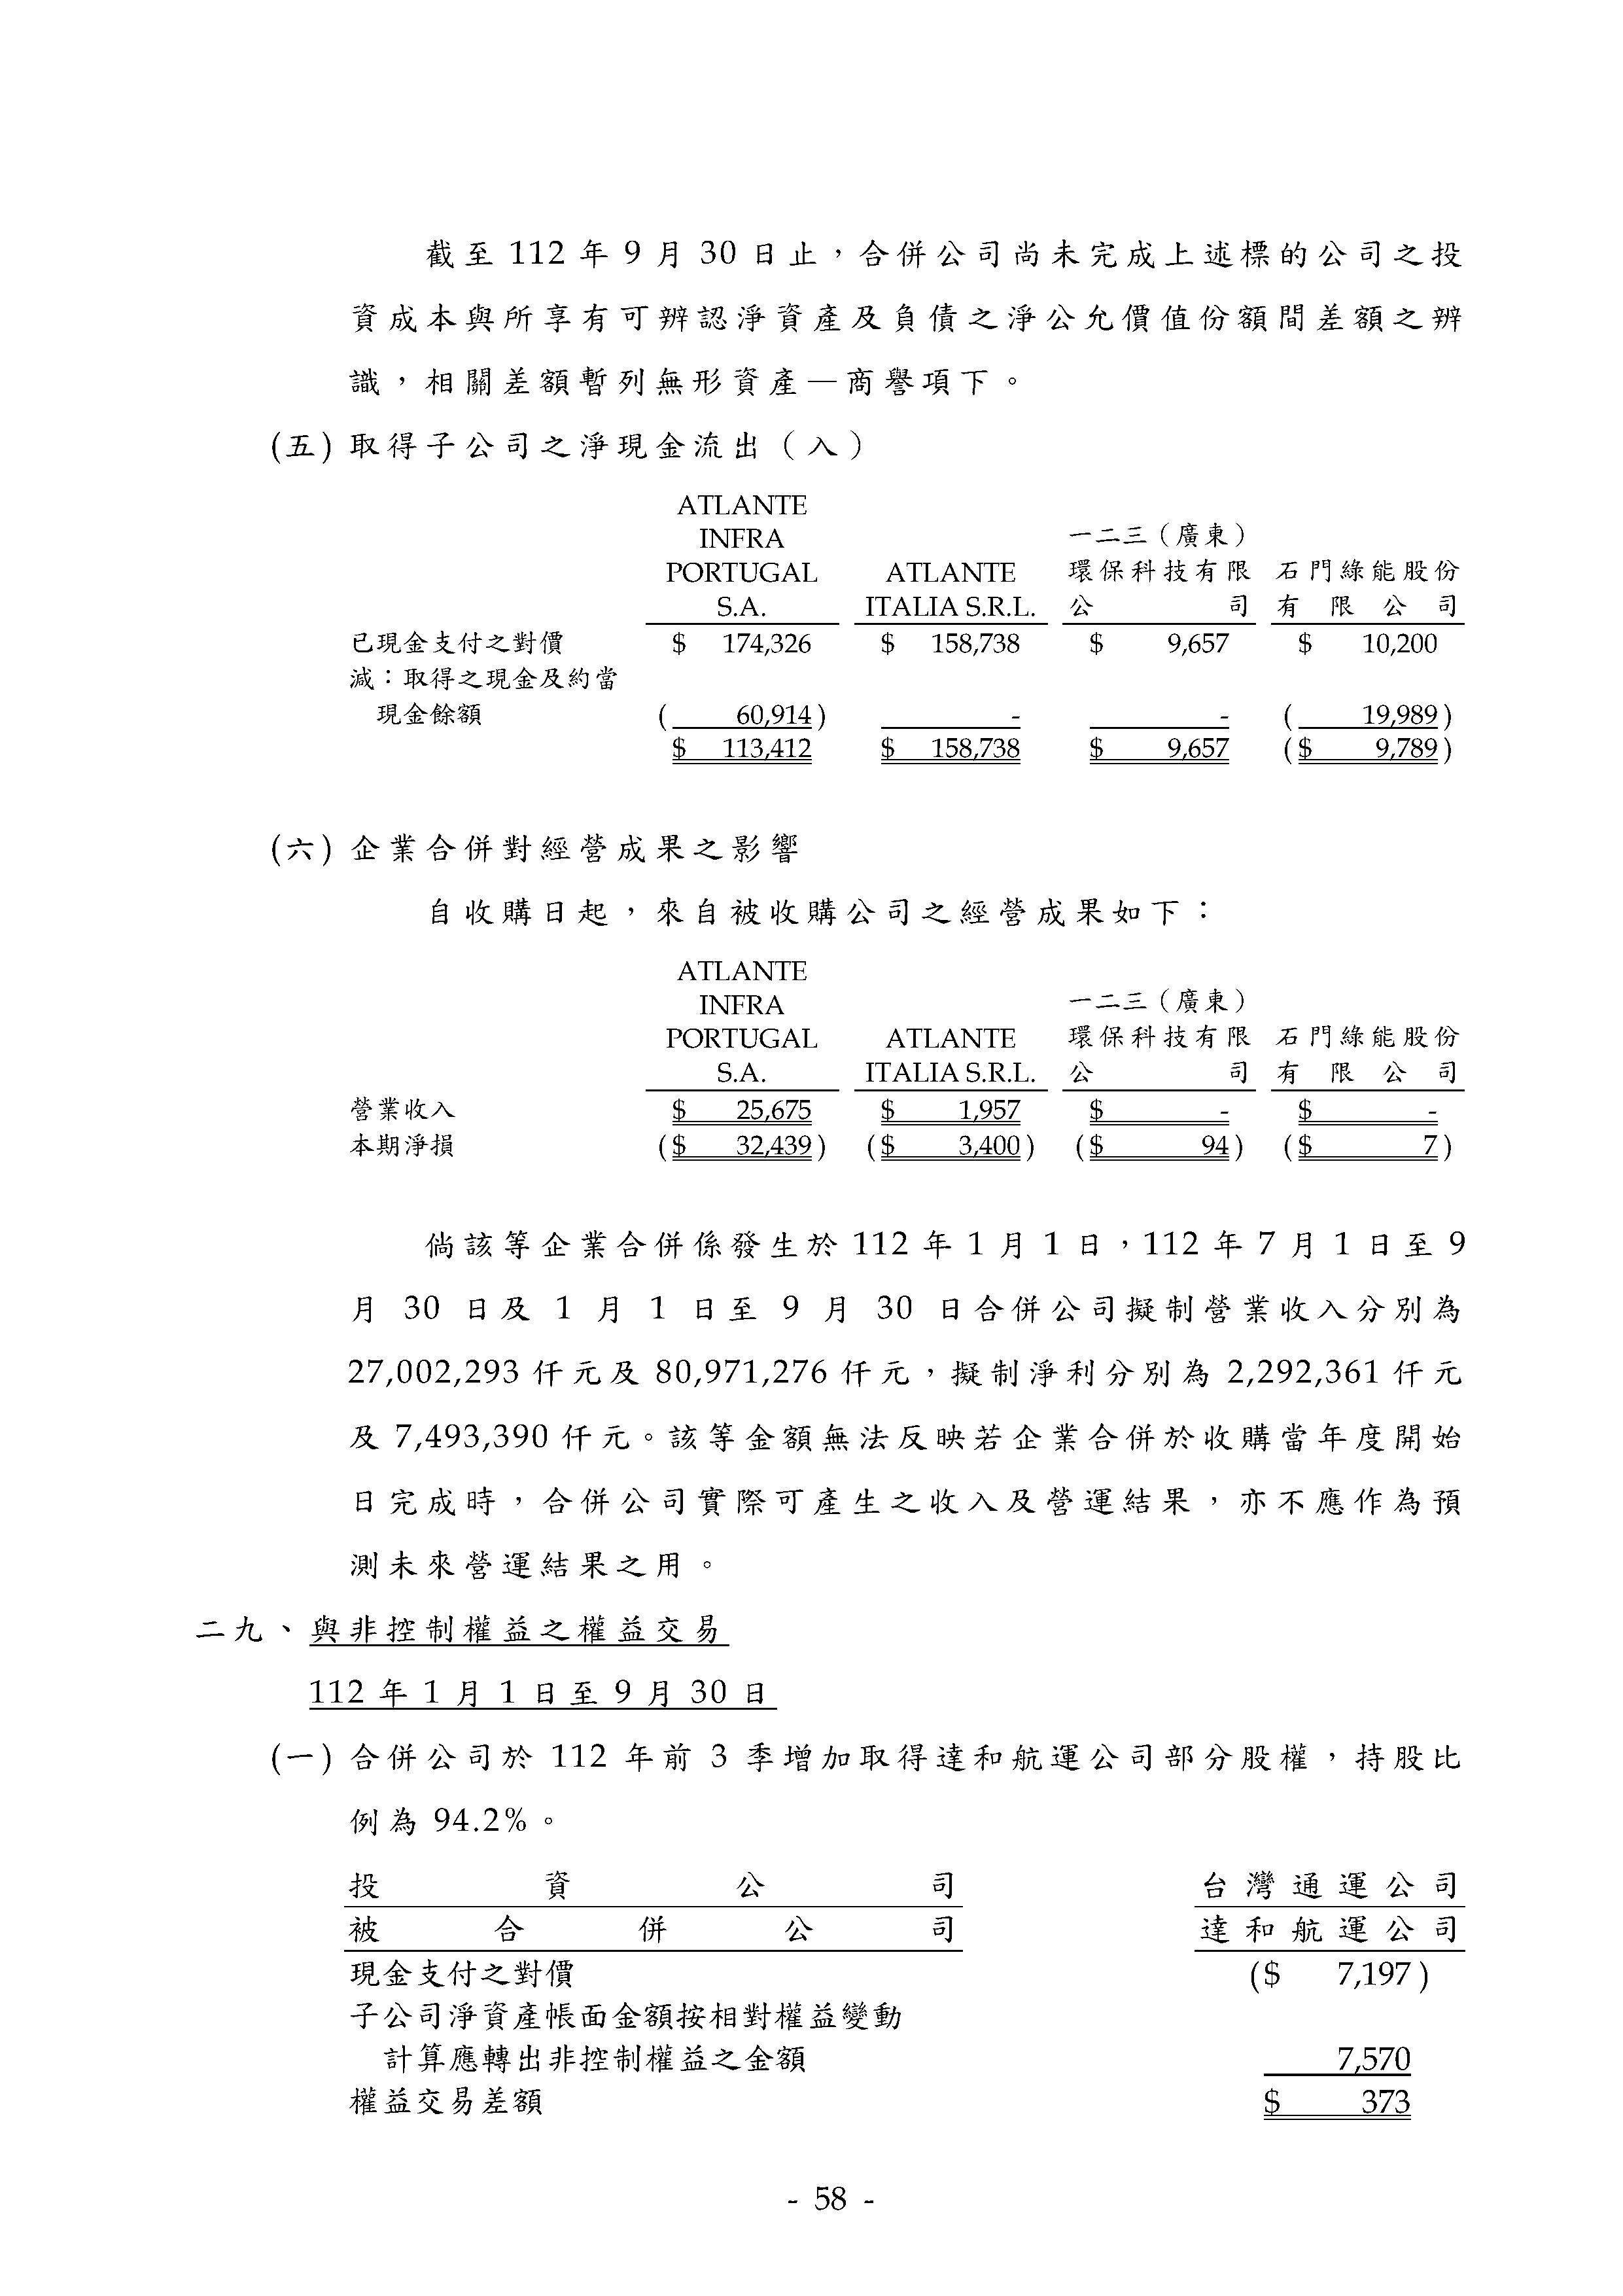 截至 112 年 9 月 30 日止，合併公司尚未完成上述標的公司之投
資成本與所享有可辨認淨資產及負債之淨公允價值份額間差額之辨
識，相關差額暫列無形資產—商譽項下。
(五) 取得子公司之淨現金流出（入）
ATLANTE
INFRA 一二三（廣東）
PORTUGAL ATLANTE 環保科技有限 石門綠能股份
S.A. ITALIA S.R.L. 公司 有限公司
已現金支付之對價 $ 174,326 $ 158,738 $ 9,657 $ 10,200
減：取得之現金及約當
現金餘額 ( 60,914) - - ( 19,989)
$ 113,412 $ 158,738 $ 9,657 ($ 9,789)
(六) 企業合併對經營成果之影響
自收購日起，來自被收購公司之經營成果如下：
ATLANTE
INFRA 一二三（廣東）
PORTUGAL ATLANTE 環保科技有限 石門綠能股份
S.A. ITALIA S.R.L. 公司 有限公司
營業收入 $ 25,675 $ 1,957 $ - $ -
本期淨損 ($ 32,439) ($ 3,400) ($ 94) ($ 7)
倘該等企業合併係發生於 112 年 1 月 1 日，112 年 7 月 1 日至 9
月 30 日及 1 月 1 日至 9 月 30 日合併公司擬制營業收入分別為
27,002,293 仟元及 80,971,276 仟元，擬制淨利分別為 2,292,361 仟元
及 7,493,390 仟元。該等金額無法反映若企業合併於收購當年度開始
日完成時，合併公司實際可產生之收入及營運結果，亦不應作為預
測未來營運結果之用。
二九、與非控制權益之權益交易
112 年 1 月 1 日至 9 月 30 日
(一) 合併公司於 112 年前 3 季增加取得達和航運公司部分股權，持股比
例為 94.2%。
投資公司 台灣通運公司
被合併公司 達和航運公司
現金支付之對價 ($ 7,197)
子公司淨資產帳面金額按相對權益變動
計算應轉出非控制權益之金額 7,570
權益交易差額 $ 373
- 58 -